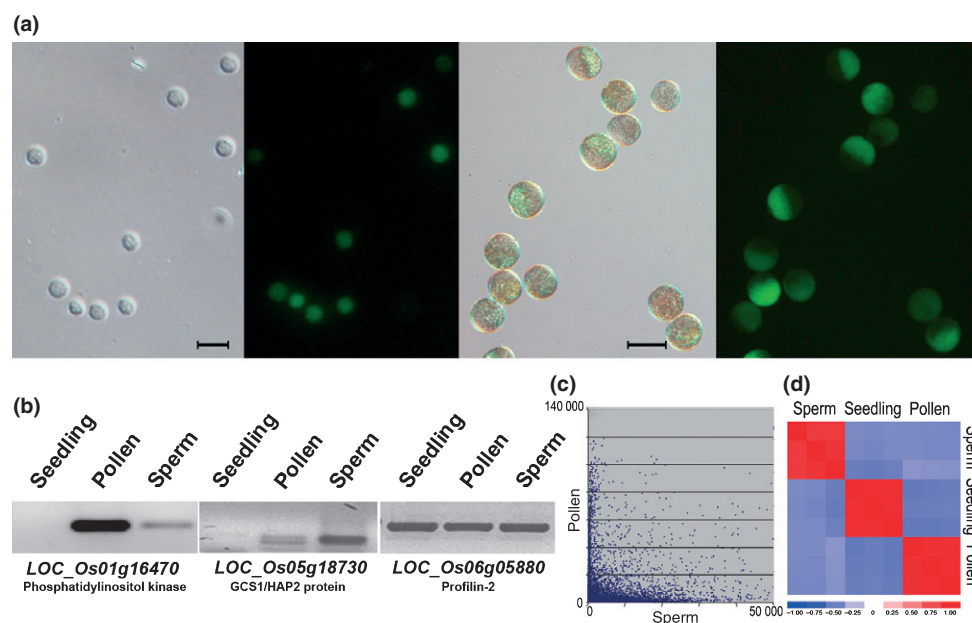 (a)
(b)
Seedling
Pollen
Sperm
Seedling
Pollen
Sperm
Seedling
Pollen
Sperm
LOC_Os01g16470
Phosphatidylinositol kinase
LOC_Os05g18730
GCS1/HAP2 protein
LOC_Os06g05880
Profilin-2
(c)
140 000
Pollen
0
0
50 000
Sperm
(d)
Sperm Seedling Pollen
Sperm Seedling Pollen
−1.00 −0.75 −0.50 −0.25 0 0.25 0.50 0.75 1.00